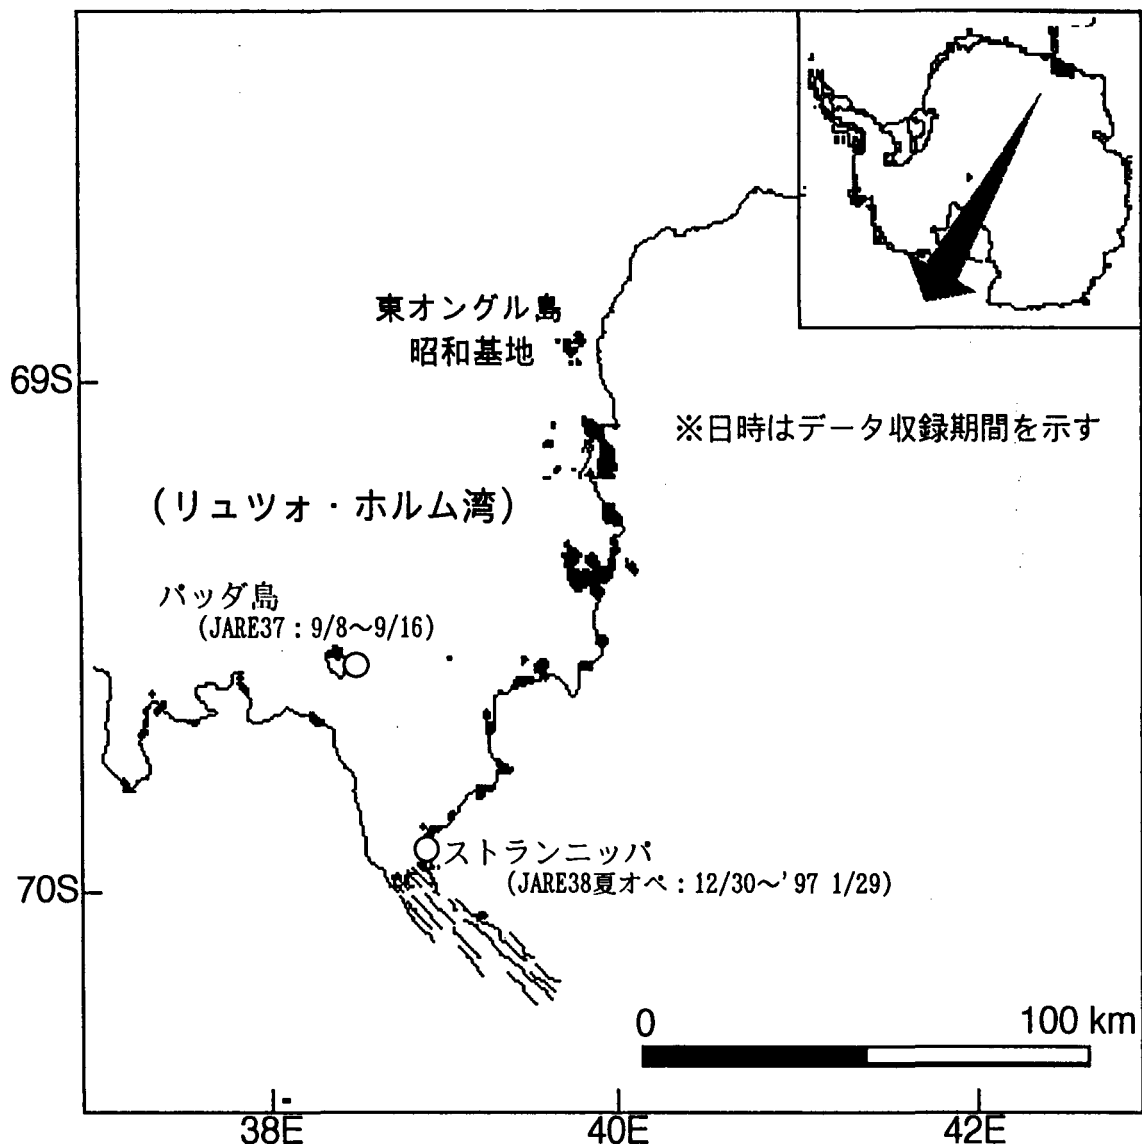 東オングル島
昭和基地
69S
※日時はデータ収録期間を示す
(リュツォ・ホルム湾)
パッダ島
(JARE37：9/8～9/16)
ストランニッパ
(JARE38夏オペ：12/30～'97 1/29)
70S
0 100 km
38E 40E 42E